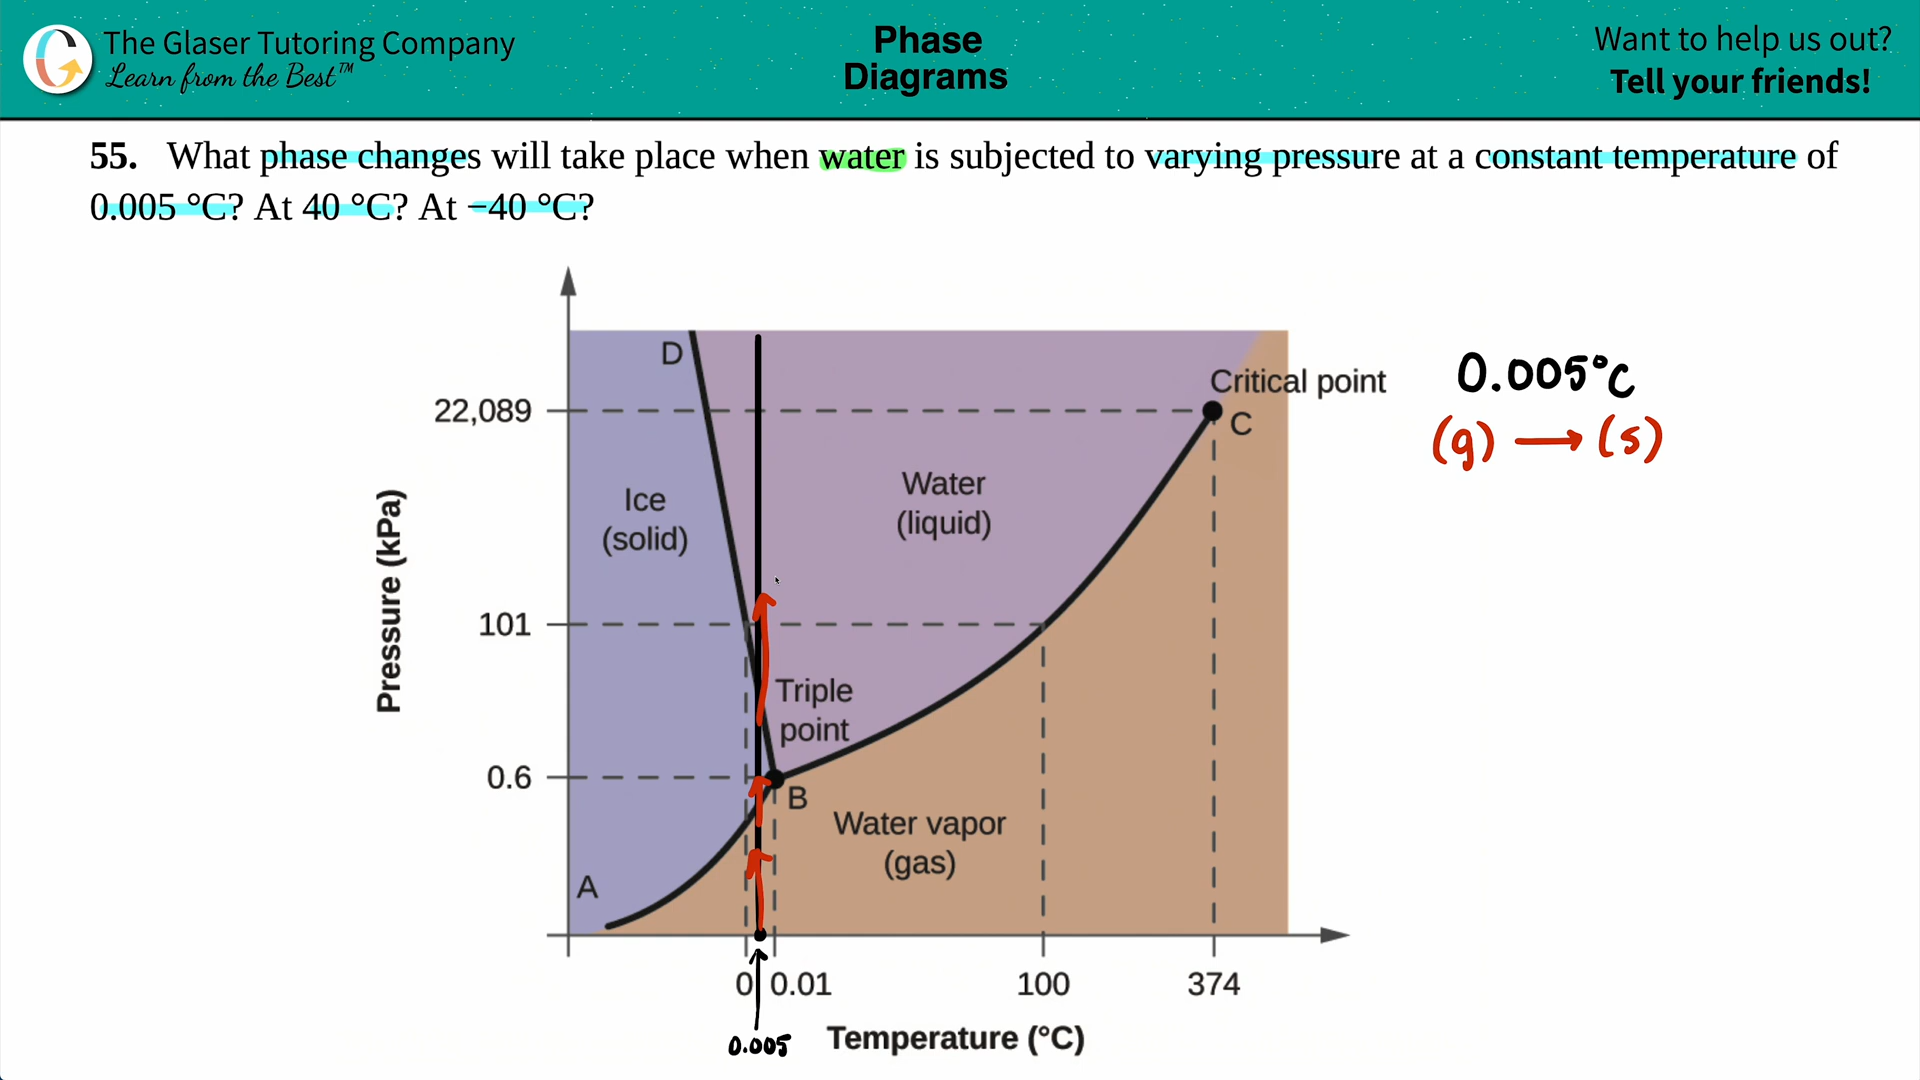 The Glaser Tutoring Company
Learn from the Best™
Phase
Diagrams
Want to help us out?
Tell your friends!
55. What phase changes will take place when water is subjected to varying pressure at a constant temperature of
0.005 °C? At 40 °C? At −40 °C?
D
Critical point
0.005°C
22,089
C
(g) → (s)
Water
(liquid)
Ice
(solid)
Pressure (kPa)
101
Triple
point
0.6
B
Water vapor
(gas)
A
0 0.01 100 374
0.005
Temperature (°C)